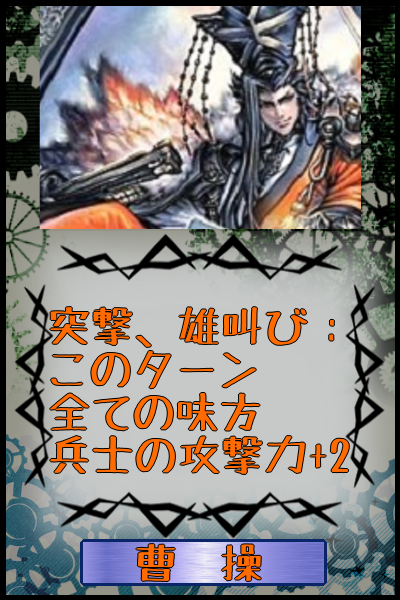 突撃、雄叫び：
このターン
全ての味方
兵士の攻撃力+2
曹　操